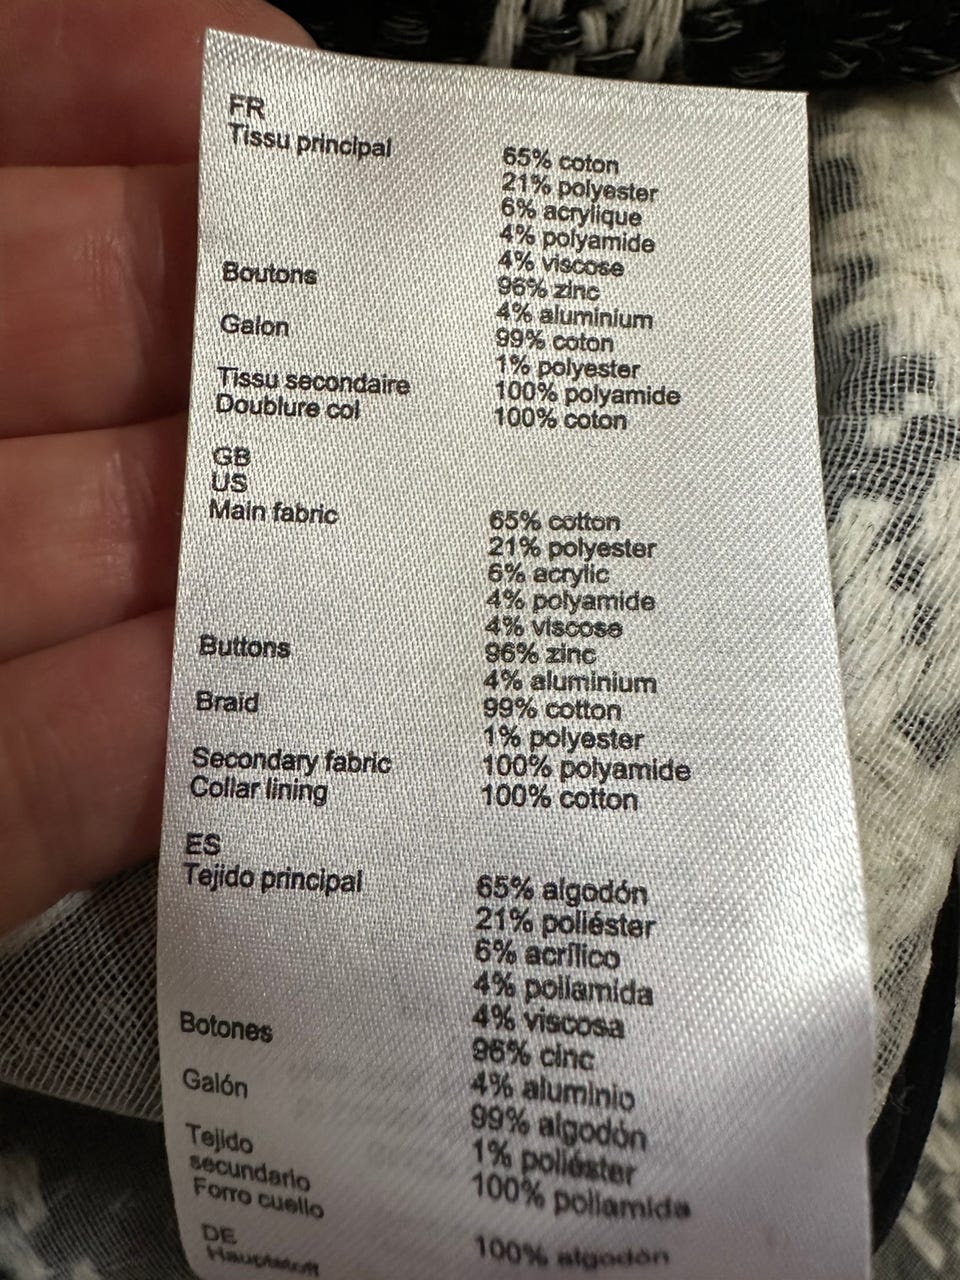 FR
Tissu principal
65% coton
21% polyester
6% acrylique
4% polyamide
4% viscose
Boutons
96% zinc
4% aluminium
Galon
99% coton
1% polyester
Tissu secondaire
100% polyamide
Doublure col
100% coton
GB
US
Main fabric
65% cotton
21% polyester
6% acrylic
4% polyamide
4% viscose
Buttons
96% zinc
4% aluminium
Braid
99% cotton
1% polyester
Secondary fabric
100% polyamide
Collar lining
100% cotton
ES
Tejido principal
65% algodón
21% poliéster
6% acrílico
4% poliamida
4% viscosa
Botones
96% cinc
4% aluminio
Galón
99% algodón
1% poliéster
Tejido
secundario
100% poliamida
Forro cuello
100% algodón
DE
Hauptstoff